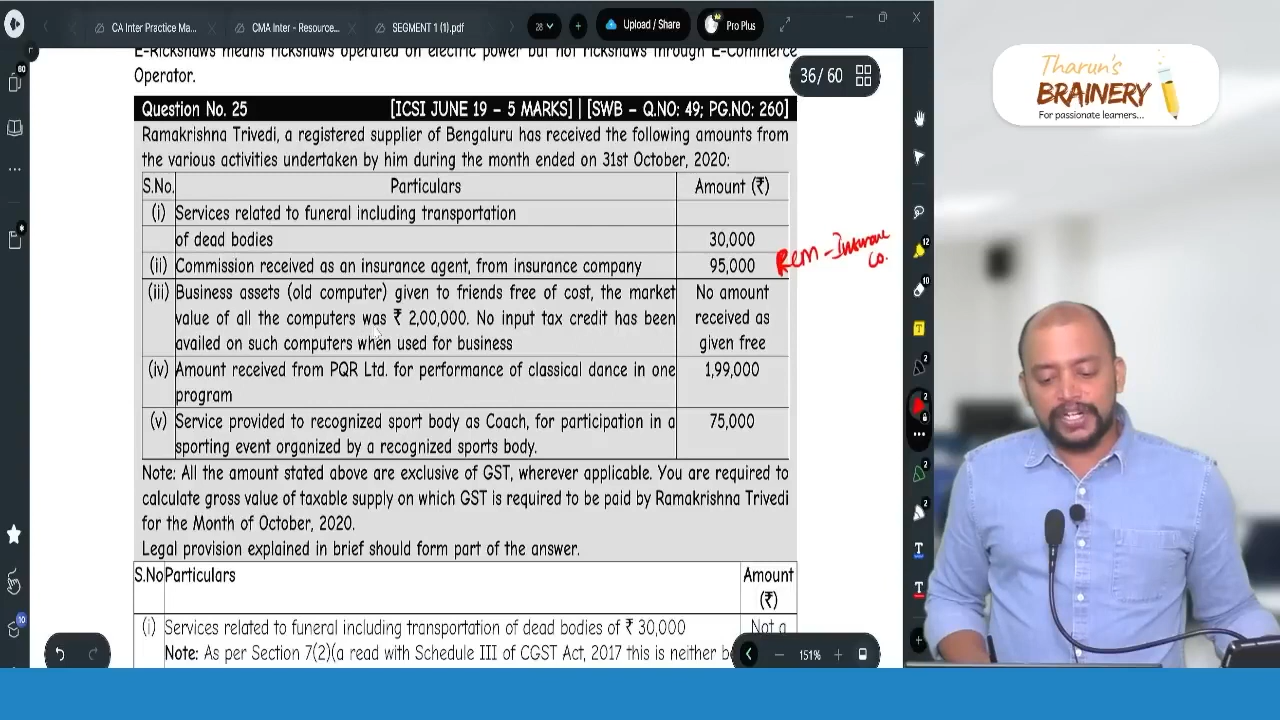 CA Inter Practice Ma...
CMA Inter - Resource...
SEGMENT 1 (1).pdf
28
Upload / Share
Pro Plus
E-Rickshaws means rickshaws operated on electric power but not rickshaws through E-Commerce
Operator.
36/60
Tharun's
BRAINERY
For passionate learners...
Question No. 25 [ICSI JUNE 19 – 5 MARKS] | [SWB – Q.NO: 49; PG.NO: 260]
Ramakrishna Trivedi, a registered supplier of Bengaluru has received the following amounts from
the various activities undertaken by him during the month ended on 31st October, 2020:
S.No. Particulars Amount (₹)
(i) Services related to funeral including transportation
of dead bodies 30,000
(ii) Commission received as an insurance agent, from insurance company 95,000
RCM - Insurance
Co.
(iii) Business assets (old computer) given to friends free of cost, the market No amount
value of all the computers was ₹ 2,00,000. No input tax credit has been received as
availed on such computers when used for business given free
(iv) Amount received from PQR Ltd. for performance of classical dance in one 1,99,000
program
(v) Service provided to recognized sport body as Coach, for participation in a 75,000
sporting event organized by a recognized sports body.
Note: All the amount stated above are exclusive of GST, wherever applicable. You are required to
calculate gross value of taxable supply on which GST is required to be paid by Ramakrishna Trivedi
for the Month of October, 2020.
Legal provision explained in brief should form part of the answer.
S.No Particulars Amount
(₹)
(i) Services related to funeral including transportation of dead bodies of ₹ 30,000 Not a
Note: As per Section 7(2)(a read with Schedule III of CGST Act, 2017 this is neither
151%